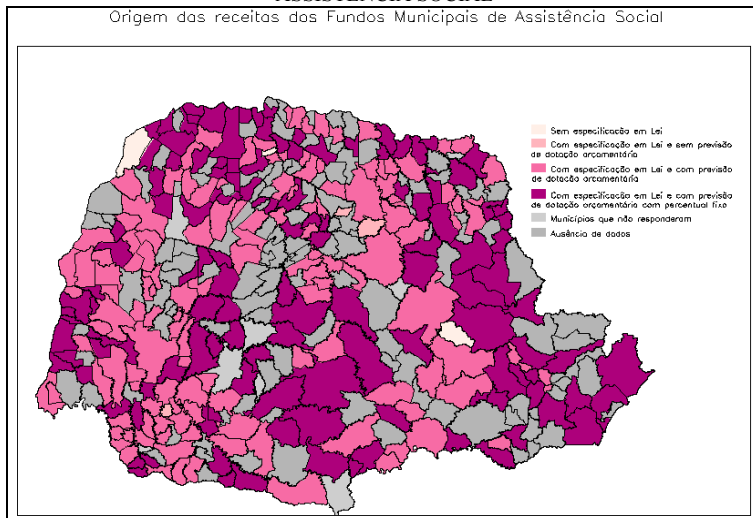 ASSISTÊNCIA SOCIAL
Origem das receitas dos Fundos Municipais de Assistência Social
Sem especificação em Lei
Com especificação em Lei e sem previsão
de dotação orçamentária
Com especificação em Lei e com previsão
de dotação orçamentária
Com especificação em Lei e com previsão
de dotação orçamentária com percentual fixo
Municípios que não responderam
Ausência de dados